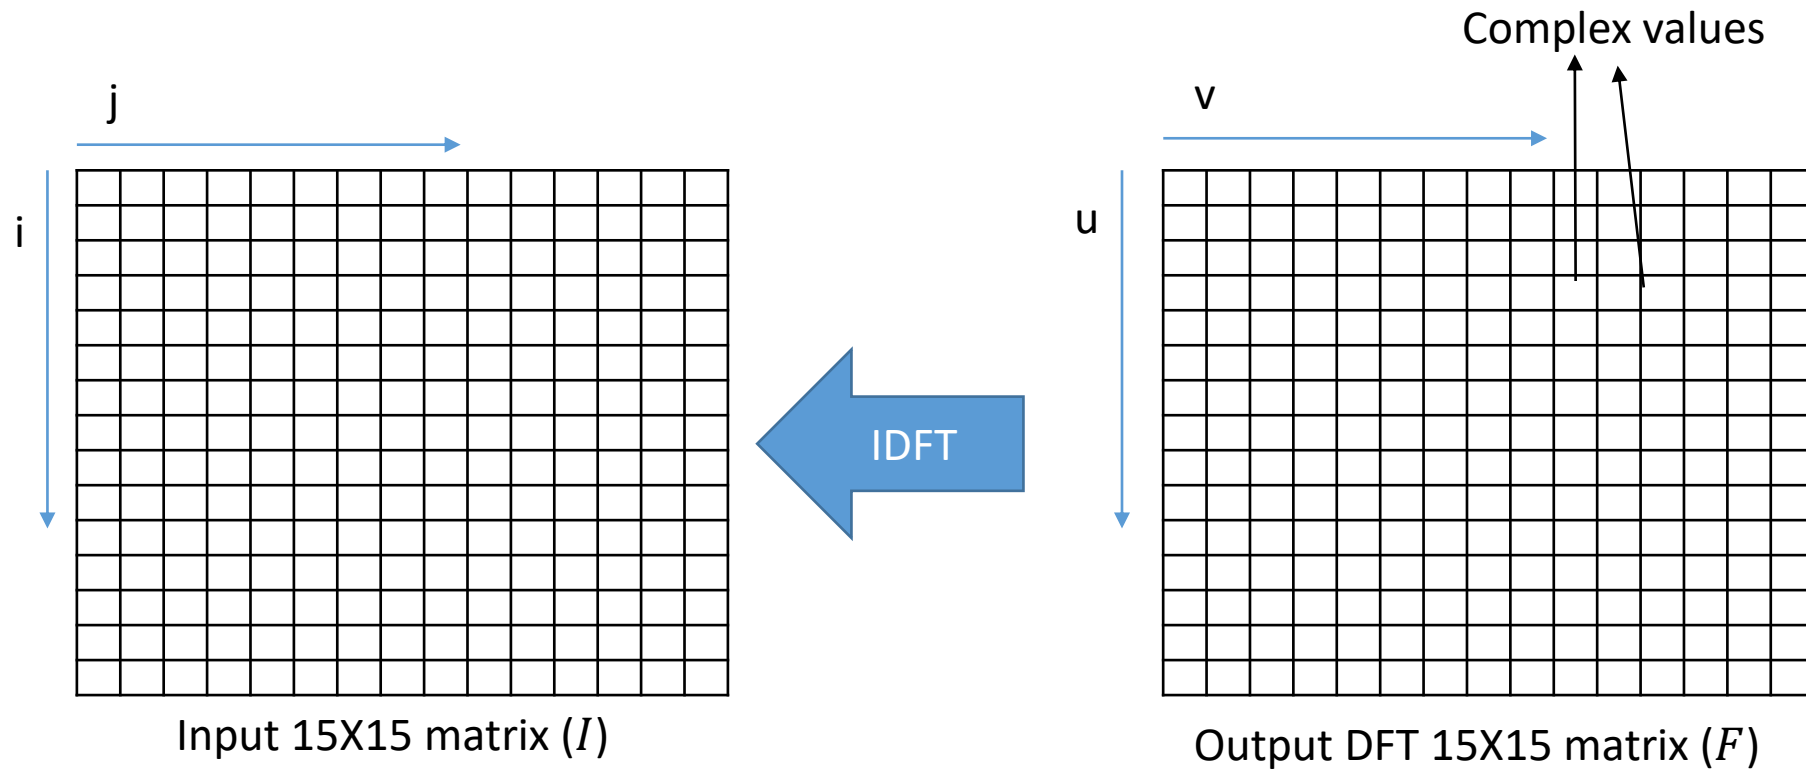 Complex values
j
v
i
u
IDFT
Input 15X15 matrix (I)
Output DFT 15X15 matrix (F)